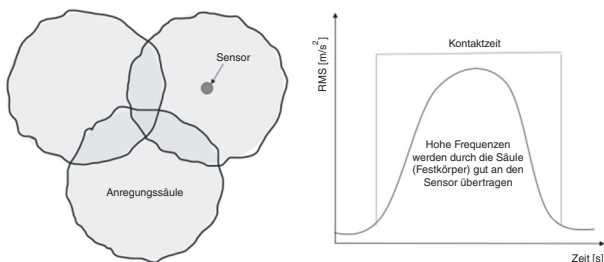 Sensor
Anregungssäule
RMS [m/s²]
Kontaktzeit
Hohe Frequenzen
werden durch die Säule
(Festkörper) gut an den
Sensor übertragen
Zeit [s]